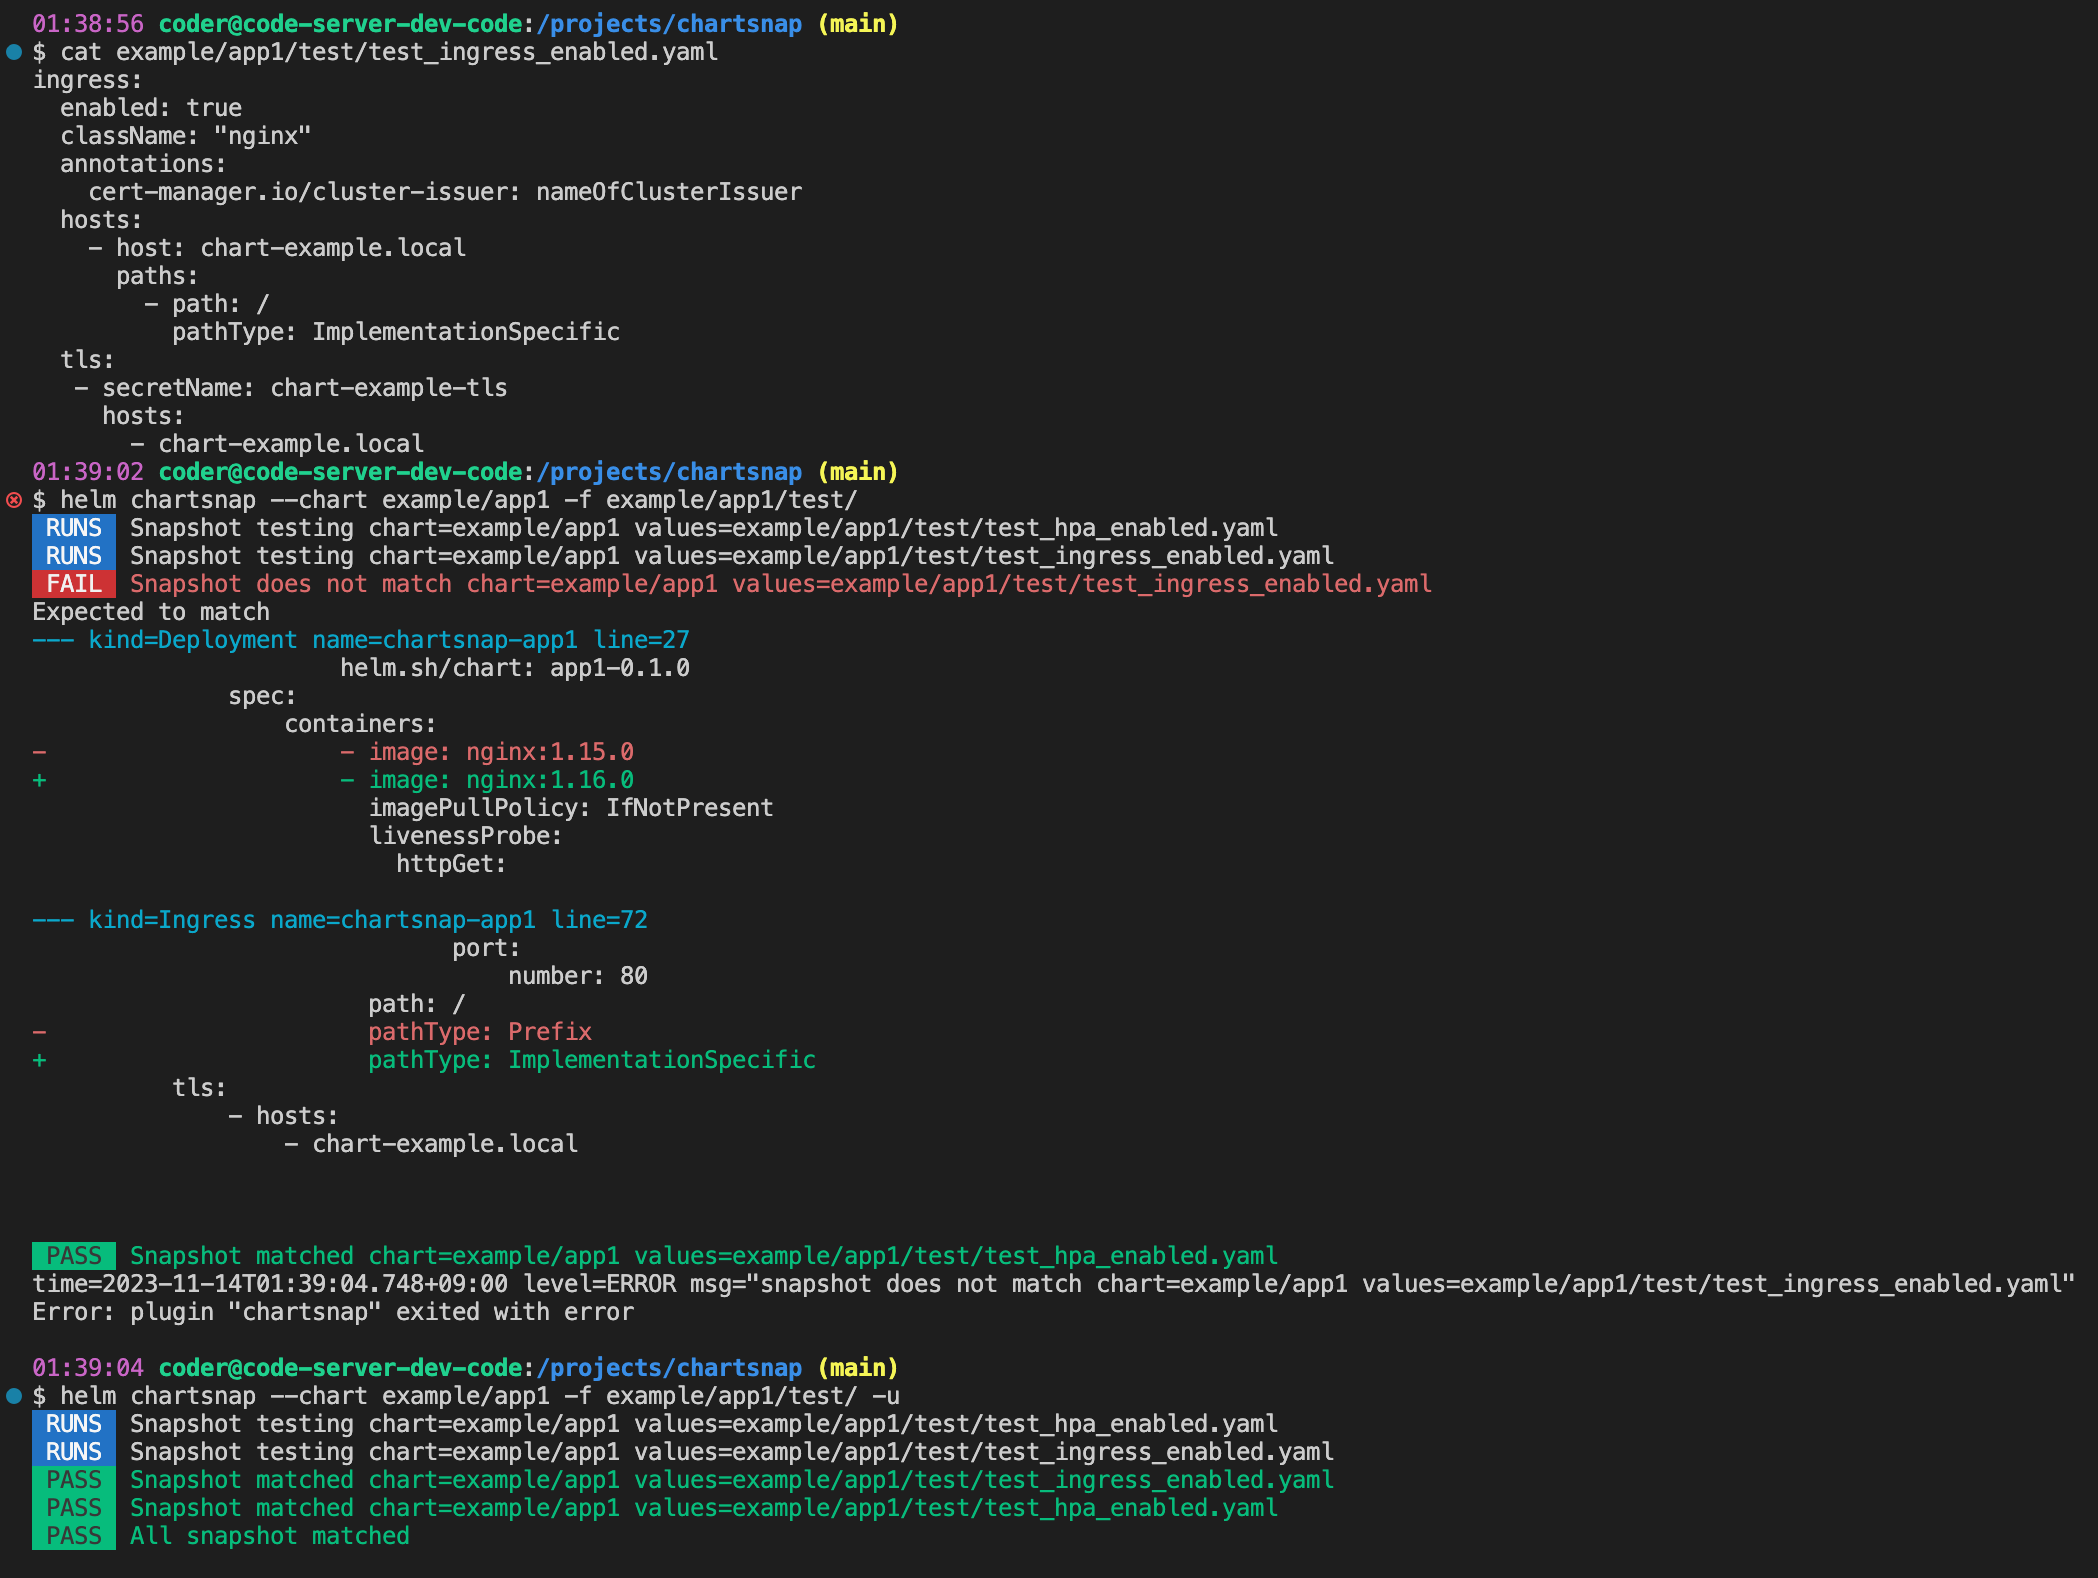 01:38:56 coder@code-server-dev-code:/projects/chartsnap (main)
$ cat example/app1/test/test_ingress_enabled.yaml
ingress:
  enabled: true
  className: "nginx"
  annotations:
    cert-manager.io/cluster-issuer: nameOfClusterIssuer
  hosts:
    - host: chart-example.local
      paths:
        - path: /
          pathType: ImplementationSpecific
  tls:
   - secretName: chart-example-tls
     hosts:
       - chart-example.local
01:39:02 coder@code-server-dev-code:/projects/chartsnap (main)
$ helm chartsnap --chart example/app1 -f example/app1/test/
 RUNS  Snapshot testing chart=example/app1 values=example/app1/test/test_hpa_enabled.yaml
 RUNS  Snapshot testing chart=example/app1 values=example/app1/test/test_ingress_enabled.yaml
 FAIL  Snapshot does not match chart=example/app1 values=example/app1/test/test_ingress_enabled.yaml
Expected to match
--- kind=Deployment name=chartsnap-app1 line=27
                      helm.sh/chart: app1-0.1.0
              spec:
                  containers:
-                     - image: nginx:1.15.0
+                     - image: nginx:1.16.0
                        imagePullPolicy: IfNotPresent
                        livenessProbe:
                          httpGet:
--- kind=Ingress name=chartsnap-app1 line=72
                              port:
                                  number: 80
                        path: /
-                       pathType: Prefix
+                       pathType: ImplementationSpecific
          tls:
              - hosts:
                  - chart-example.local
 PASS  Snapshot matched chart=example/app1 values=example/app1/test/test_hpa_enabled.yaml
time=2023-11-14T01:39:04.748+09:00 level=ERROR msg="snapshot does not match chart=example/app1 values=example/app1/test/test_ingress_enabled.yaml"
Error: plugin "chartsnap" exited with error
01:39:04 coder@code-server-dev-code:/projects/chartsnap (main)
$ helm chartsnap --chart example/app1 -f example/app1/test/ -u
 RUNS  Snapshot testing chart=example/app1 values=example/app1/test/test_hpa_enabled.yaml
 RUNS  Snapshot testing chart=example/app1 values=example/app1/test/test_ingress_enabled.yaml
 PASS  Snapshot matched chart=example/app1 values=example/app1/test/test_ingress_enabled.yaml
 PASS  Snapshot matched chart=example/app1 values=example/app1/test/test_hpa_enabled.yaml
 PASS  All snapshot matched